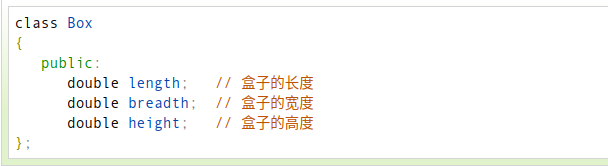 class Box
{
   public:
      double length;   // 盒子的长度
      double breadth;  // 盒子的宽度
      double height;   // 盒子的高度
};